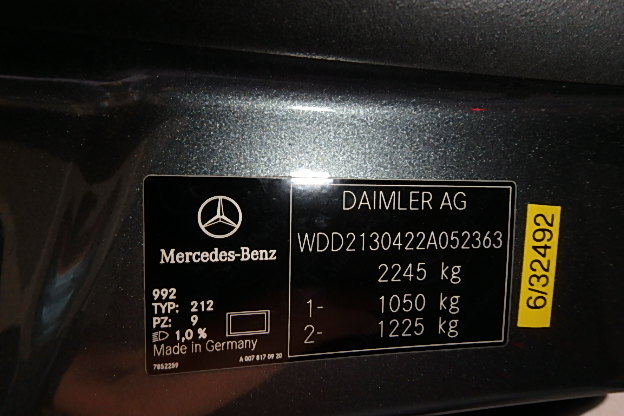 Mercedes-Benz
992
TYP: 212
PZ: 9
1,0 %
Made in Germany
7852259
A 007 817 09 20
DAIMLER AG
WDD2130422A052363
2245 kg
1- 1050 kg
2- 1225 kg
6/32492